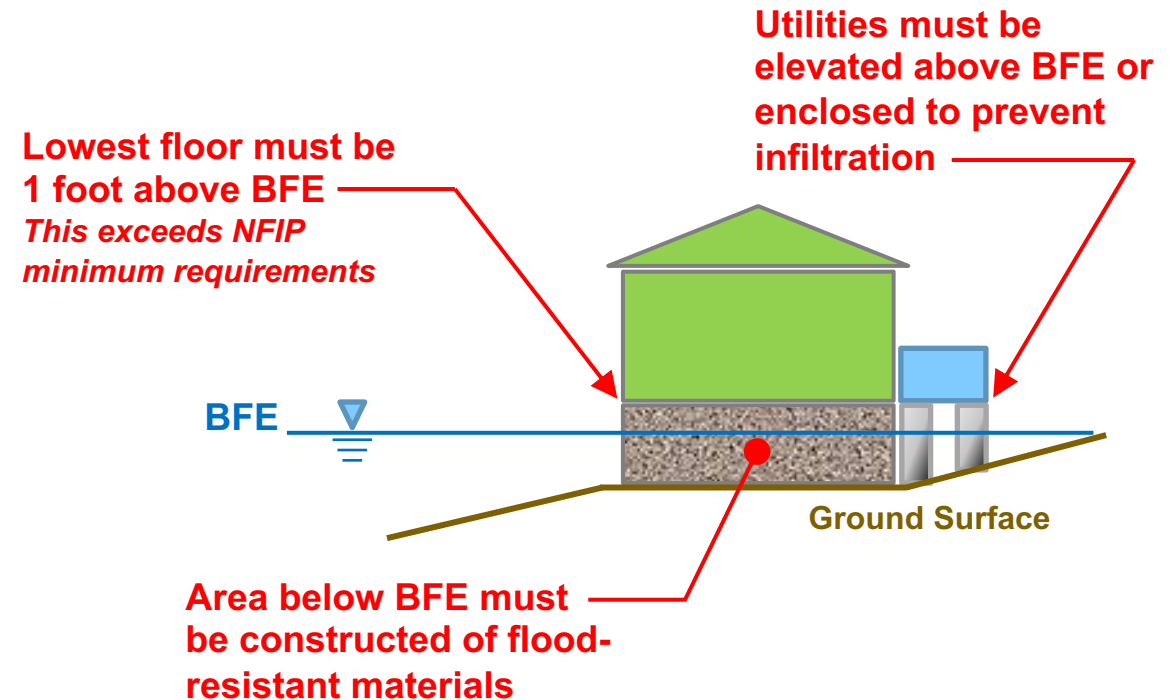 Utilities must be
elevated above BFE or
enclosed to prevent
infiltration
Lowest floor must be
1 foot above BFE
This exceeds NFIP
minimum requirements
BFE
Ground Surface
Area below BFE must
be constructed of flood-
resistant materials